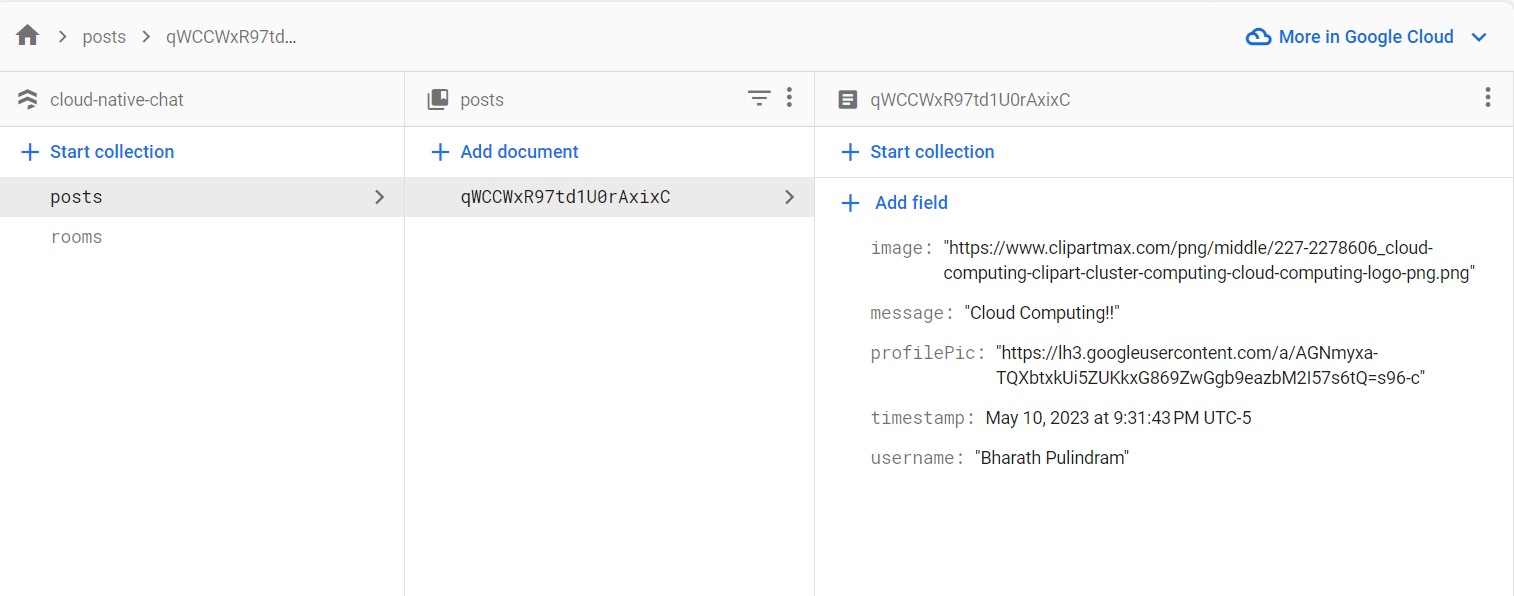 posts
qWCCWxR97td...
More in Google Cloud
cloud-native-chat
posts
qWCCWxR97td1U0rAxixC
Start collection
Add document
Start collection
posts
qWCCWxR97td1U0rAxixC
Add field
rooms
image: "https://www.clipartmax.com/png/middle/227-2278606_cloud-
computing-clipart-cluster-computing-cloud-computing-logo-png.png"
message: "Cloud Computing!!"
profilePic: "https://lh3.googleusercontent.com/a/AGNmyxa-
TQXbtxkUi5ZUKkxG869ZwGgb9eazbM2I57s6tQ=s96-c"
timestamp: May 10, 2023 at 9:31:43 PM UTC-5
username: "Bharath Pulindram"